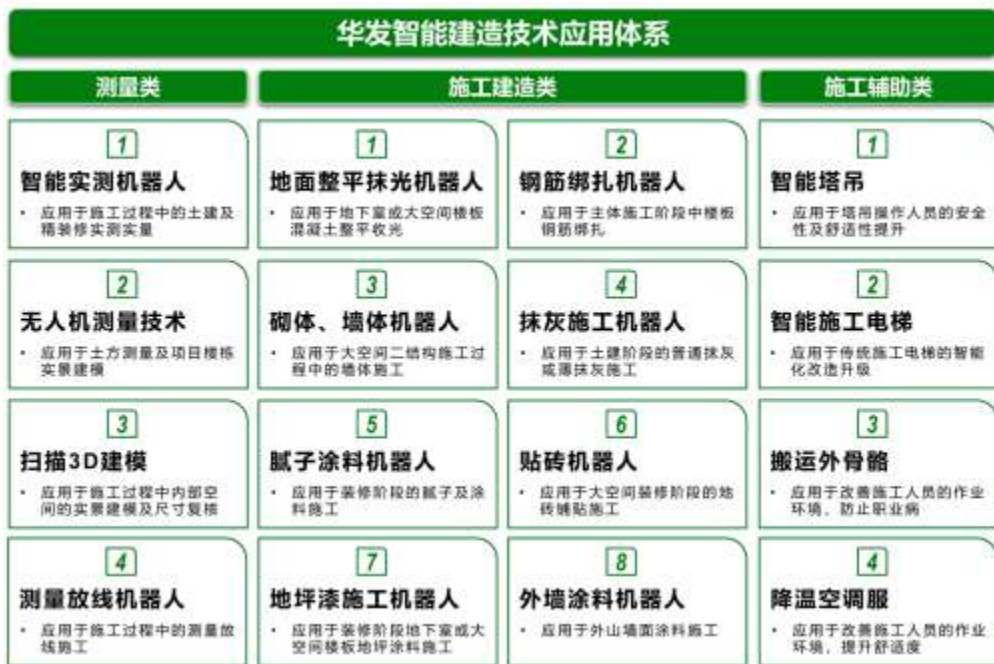 华发智能建造技术应用体系
测量类
施工建造类
施工辅助类
1
智能实测机器人
• 应用于施工过程中的土建及
精装修实测实量
1
地面整平抹光机器人
• 应用于地下室或大空间楼板
混凝土整平收光
2
钢筋绑扎机器人
• 应用于主体施工阶段中楼板
钢筋绑扎
1
智能塔吊
• 应用于塔吊操作人员的安全
性及舒适性提升
2
无人机测量技术
• 应用于土方测量及项目楼栋
实景建模
3
砌体、墙体机器人
• 应用于大空间二结构施工过
程中的墙体施工
4
抹灰施工机器人
• 应用于土建阶段的普通抹灰
或薄抹灰施工
2
智能施工电梯
• 应用于传统施工电梯的智能
化改造升级
3
扫描3D建模
• 应用于施工过程中内部空
间的实景建模及尺寸复核
5
腻子涂料机器人
• 应用于装修阶段的腻子及涂
料施工
6
贴砖机器人
• 应用于大空间装修阶段的地
砖铺贴施工
3
搬运外骨骼
• 应用于改善施工人员的作业
环境，防止职业病
4
测量放线机器人
• 应用于施工过程中的测量放
线施工
7
地坪漆施工机器人
• 应用于装修阶段地下室或大
空间楼板地坪涂料施工
8
外墙涂料机器人
• 应用于外山墙面涂料施工
4
降温空调服
• 应用于改善施工人员的作业
环境，提升舒适度